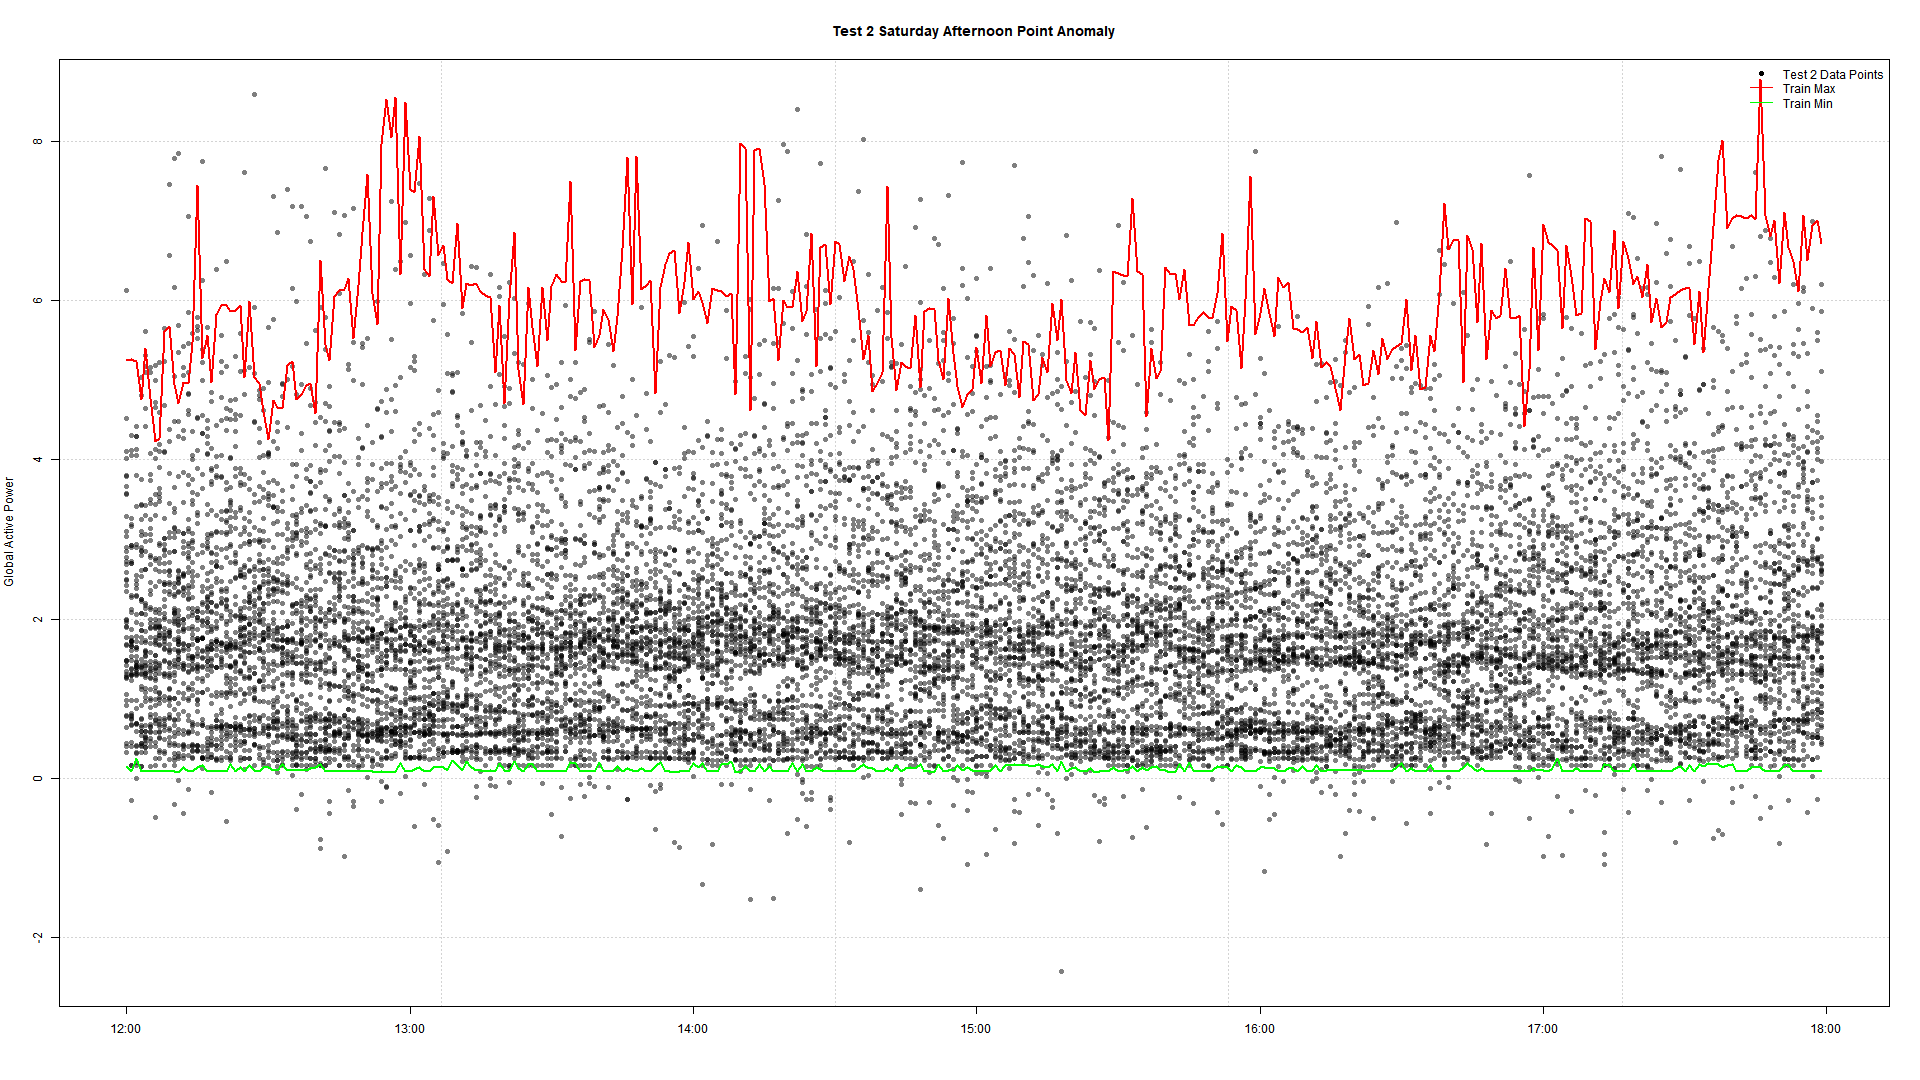 Test 2 Saturday Afternoon Point Anomaly
Test 2 Data Points
Train Max
Train Min
Global Active Power
8
6
4
2
0
-2
12:00
13:00
14:00
15:00
16:00
17:00
18:00